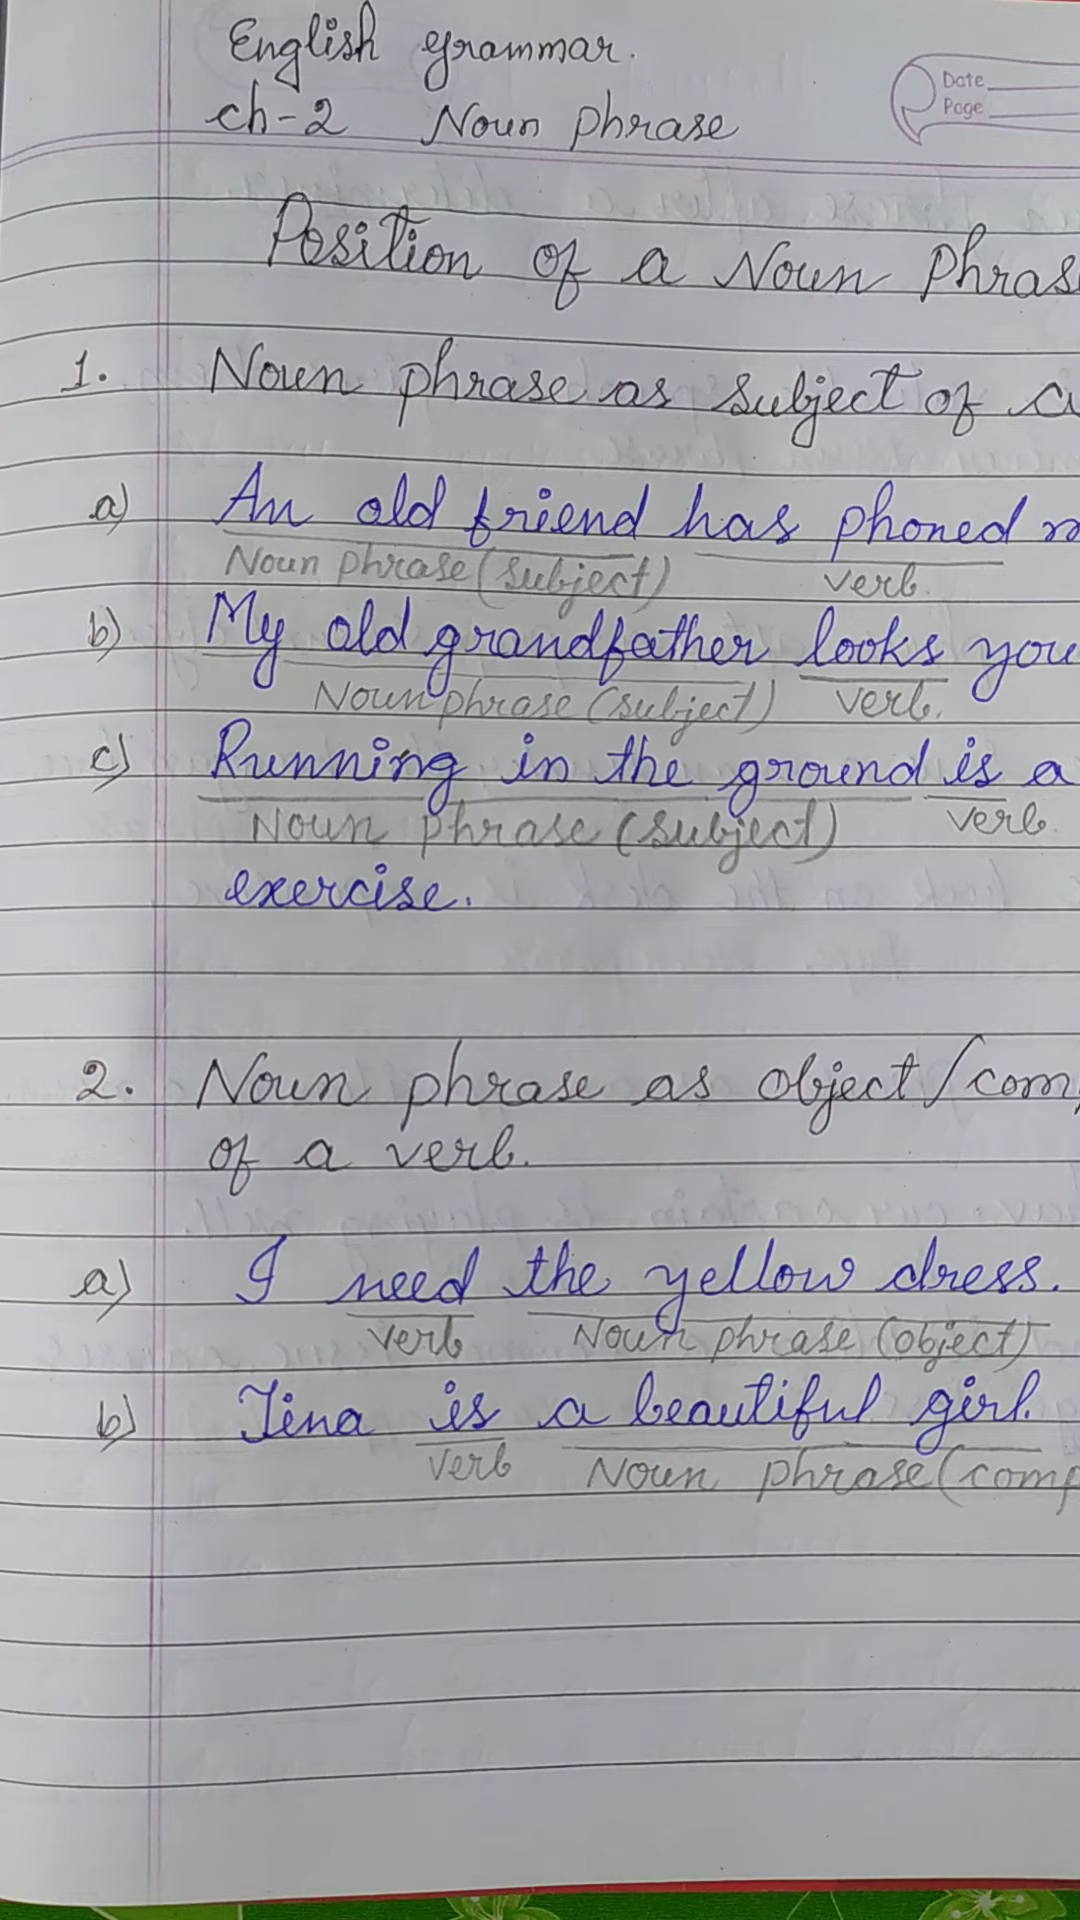 English grammar.
ch-2 Noun phrase
Date
Page
Position of a Noun Phras
1. Noun phrase as subject of a
a) An old friend has phoned
Noun phrase (subject) verb.
b) My old grandfather looks you
Noun phrase (subject) verb.
c) Running in the ground is a
Noun phrase (subject) verb.
exercise.
2. Noun phrase as object/com
of a verb.
a) I need the yellow dress.
verb Noun phrase (object)
b) Tina is a beautiful girl.
verb Noun phrase (comp